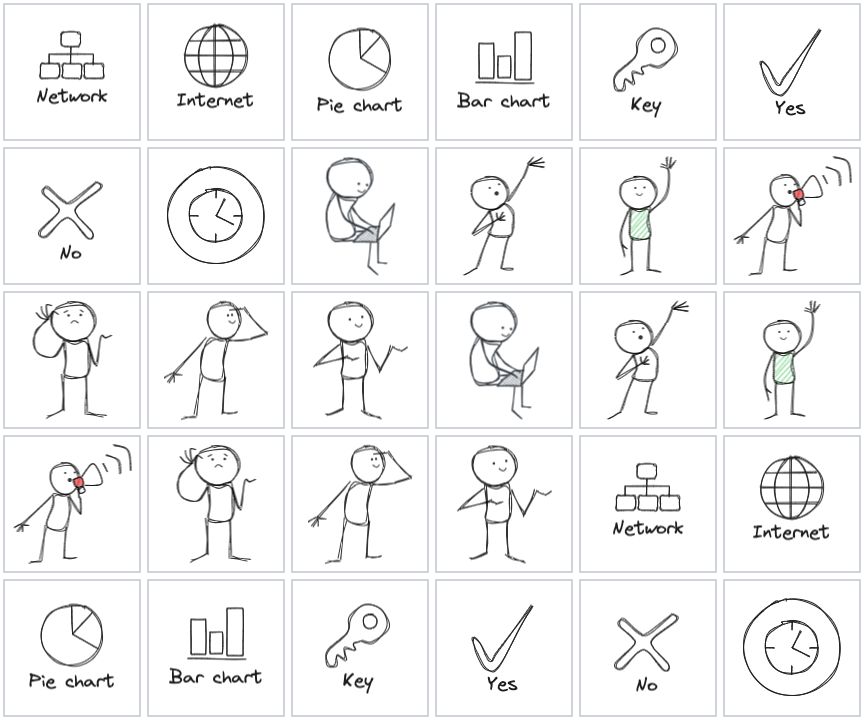 Network
Internet
Pie chart
Bar chart
Key
Yes
No
Network
Internet
Pie chart
Bar chart
Key
Yes
No